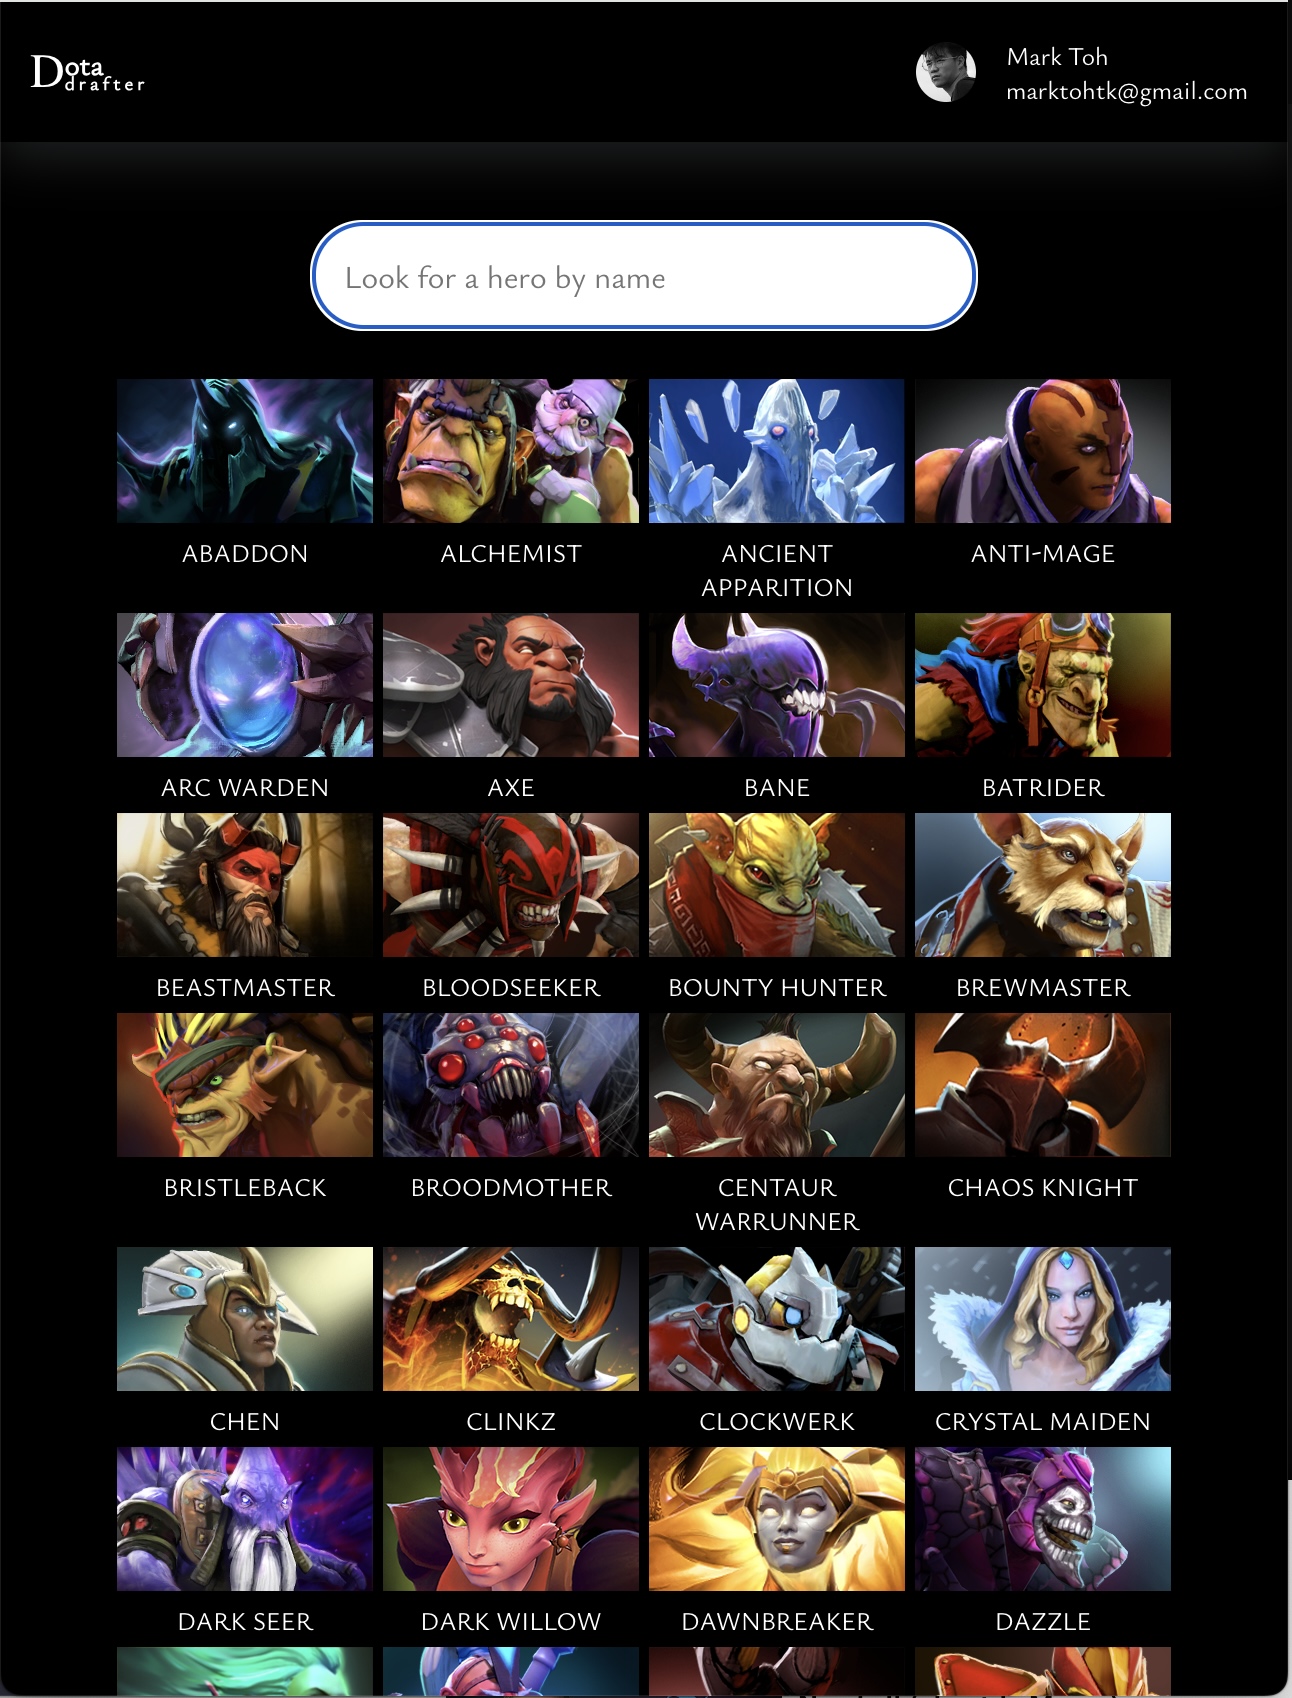 Dota
drafter
Mark Toh
marktohtk@gmail.com
Look for a hero by name
ABADDON
ALCHEMIST
ANCIENT
APPARITION
ANTI-MAGE
ARC WARDEN
AXE
BANE
BATRIDER
BEASTMASTER
BLOODSEEKER
BOUNTY HUNTER
BREWMASTER
BRISTLEBACK
BROODMOTHER
CENTAUR
WARRUNNER
CHAOS KNIGHT
CHEN
CLINKZ
CLOCKWERK
CRYSTAL MAIDEN
DARK SEER
DARK WILLOW
DAWNBREAKER
DAZZLE